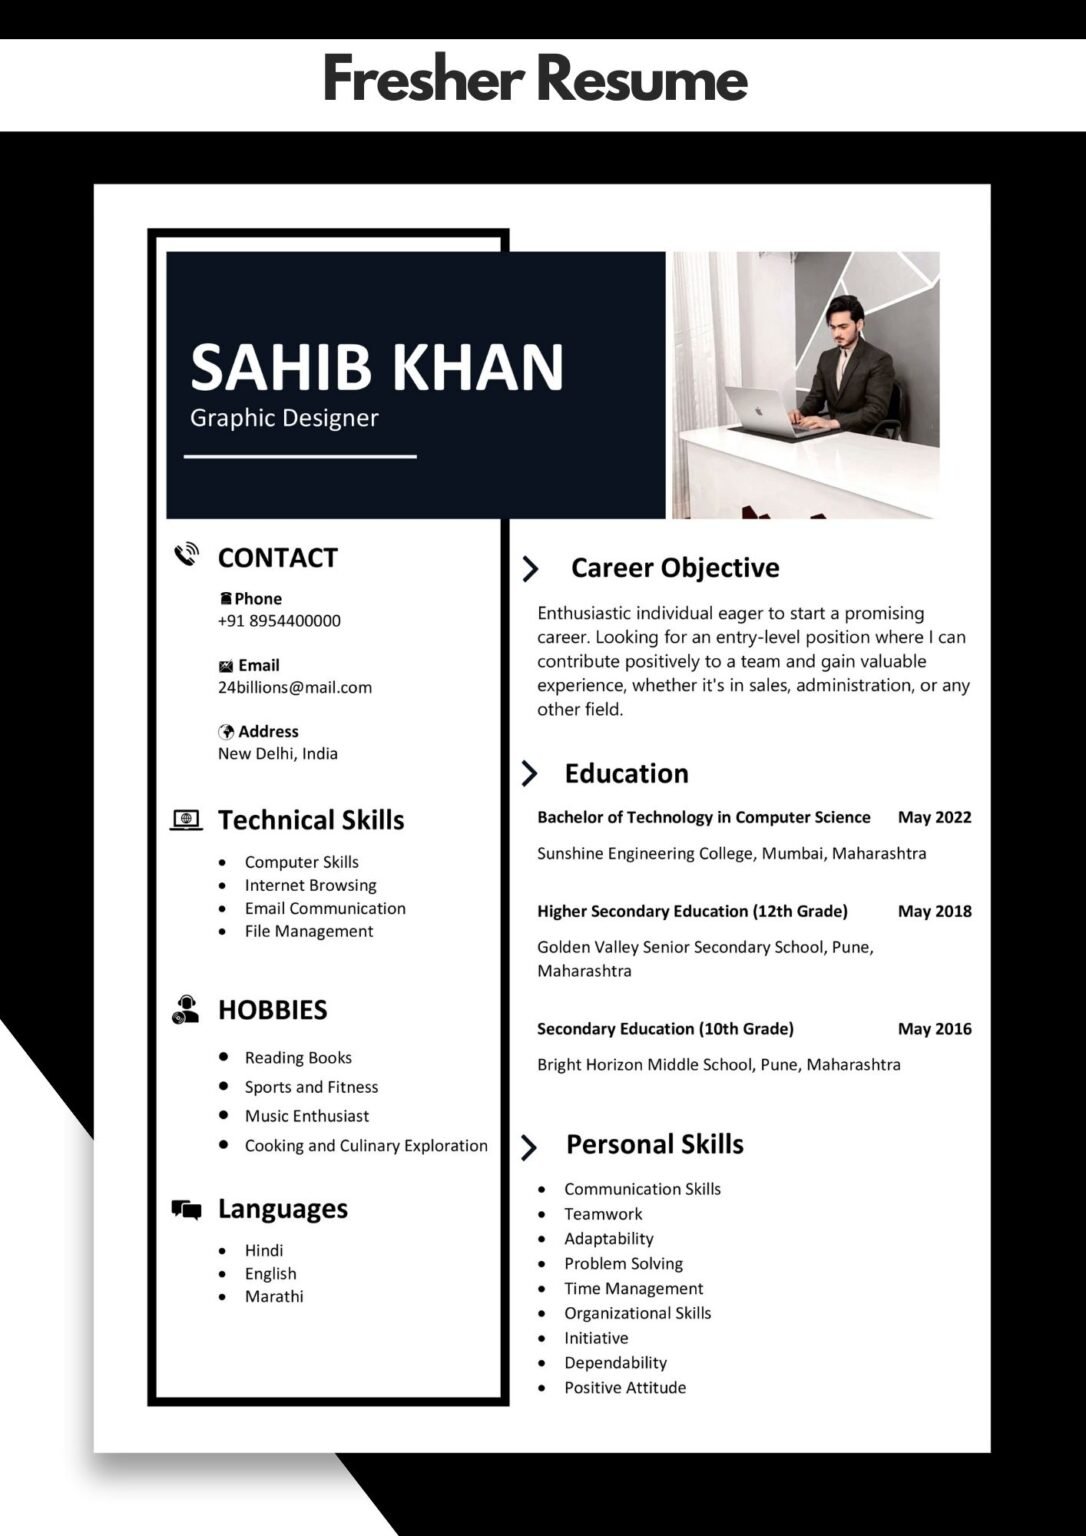 Fresher Resume
SAHIB KHAN
Graphic Designer
CONTACT
Phone
+91 8954400000
Email
24billions@mail.com
Address
New Delhi, India
Technical Skills
• Computer Skills
• Internet Browsing
• Email Communication
• File Management
HOBBIES
• Reading Books
• Sports and Fitness
• Music Enthusiast
• Cooking and Culinary Exploration
Languages
• Hindi
• English
• Marathi
Career Objective
Enthusiastic individual eager to start a promising
career. Looking for an entry-level position where I can
contribute positively to a team and gain valuable
experience, whether it's in sales, administration, or any
other field.
Education
Bachelor of Technology in Computer Science May 2022
Sunshine Engineering College, Mumbai, Maharashtra
Higher Secondary Education (12th Grade) May 2018
Golden Valley Senior Secondary School, Pune,
Maharashtra
Secondary Education (10th Grade) May 2016
Bright Horizon Middle School, Pune, Maharashtra
Personal Skills
• Communication Skills
• Teamwork
• Adaptability
• Problem Solving
• Time Management
• Organizational Skills
• Initiative
• Dependability
• Positive Attitude